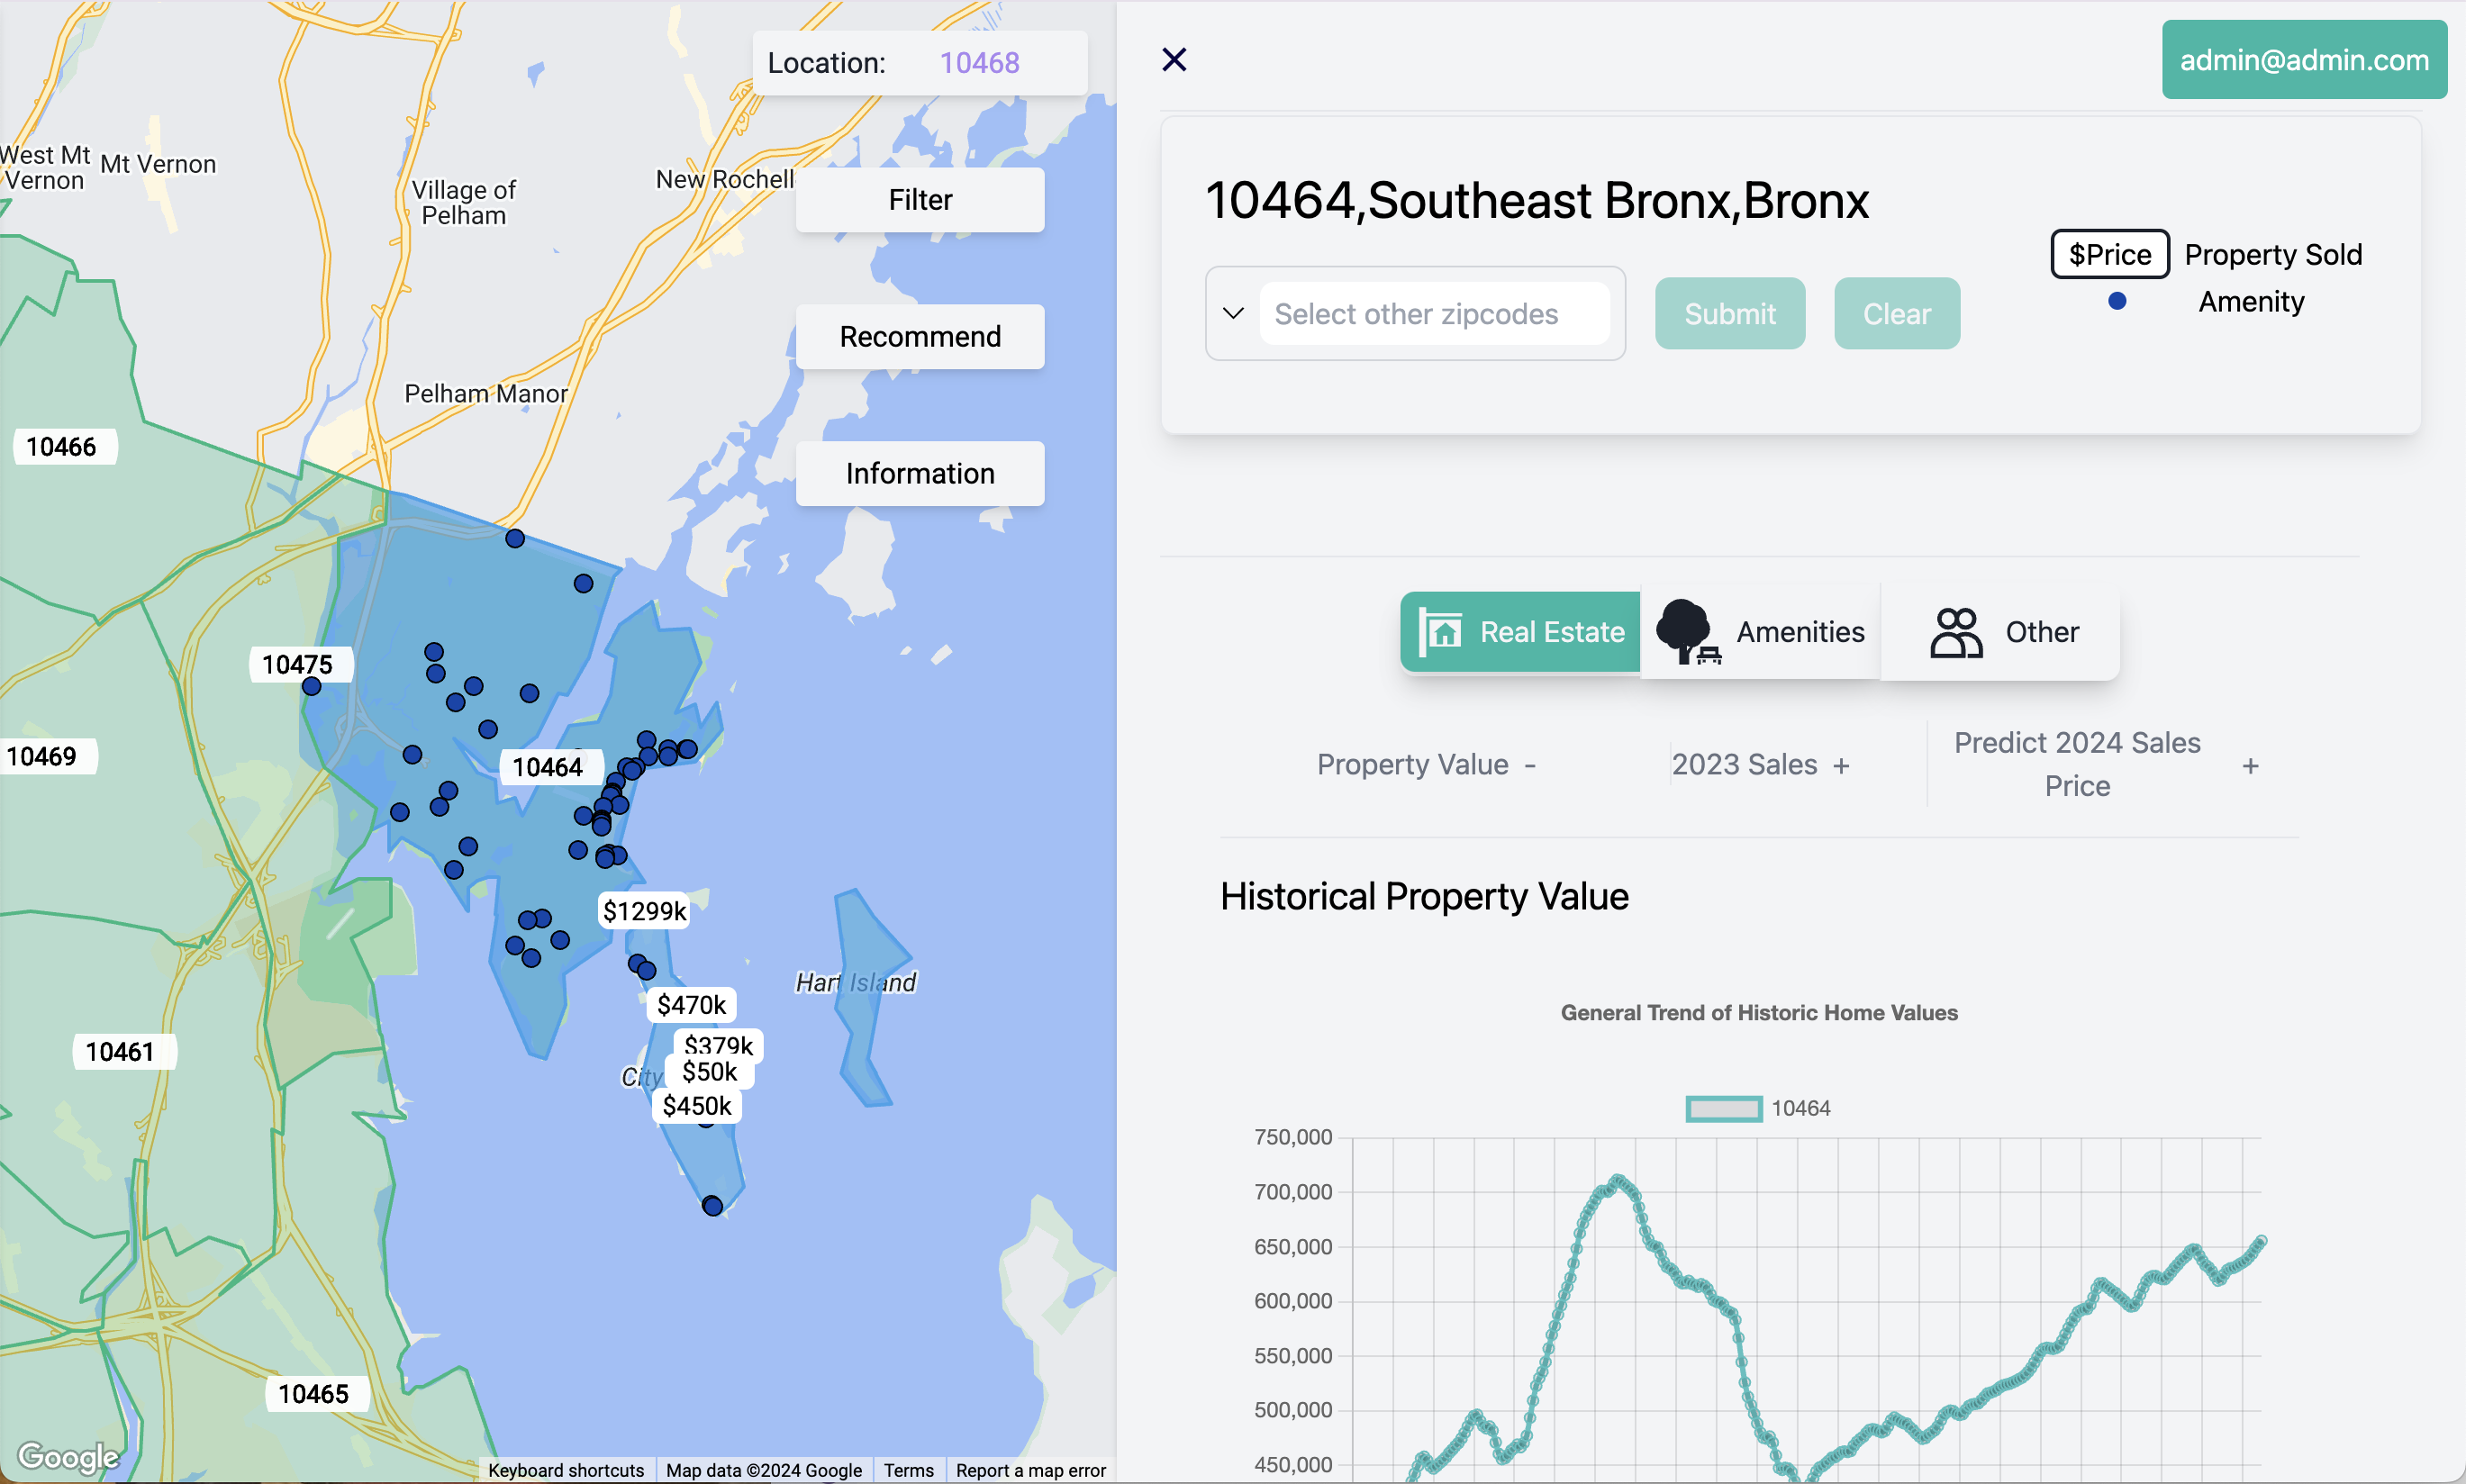 Location: 10468
West Mt
Vernon
Mt Vernon
Village of
Pelham
New Rochell
Filter
Recommend
Pelham Manor
10466
Information
10475
10469
10464
$1299k
Hart Island
$470k
$379k
City
$50k
10461
$450k
10465
Google
Keyboard shortcuts
Map data ©2024 Google
Terms
Report a map error
admin@admin.com
10464,Southeast Bronx,Bronx
$Price Property Sold
Amenity
Select other zipcodes
Submit
Clear
Real Estate
Amenities
Other
Property Value -
2023 Sales +
Predict 2024 Sales
Price +
Historical Property Value
General Trend of Historic Home Values
10464
750,000
700,000
650,000
600,000
550,000
500,000
450,000